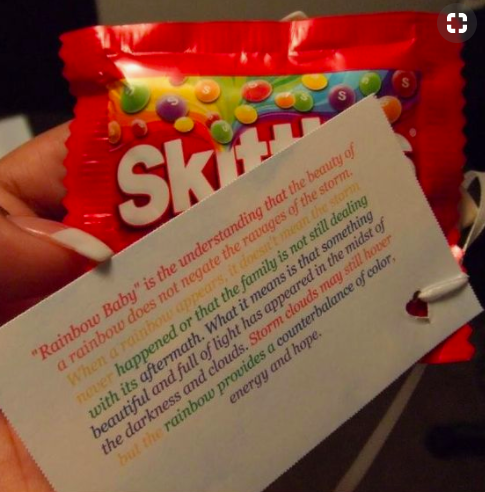 Skitt s
"Rainbow Baby" is the understanding that the beauty of
a rainbow does not negate the ravages of the storm.
When a rainbow appears, it doesn't mean the storm
never happened or that the family is not still dealing
with its aftermath. What it means is that something
beautiful and full of light has appeared in the midst of
the darkness and clouds. Storm clouds may still hover
but the rainbow provides a counterbalance of color,
energy and hope.